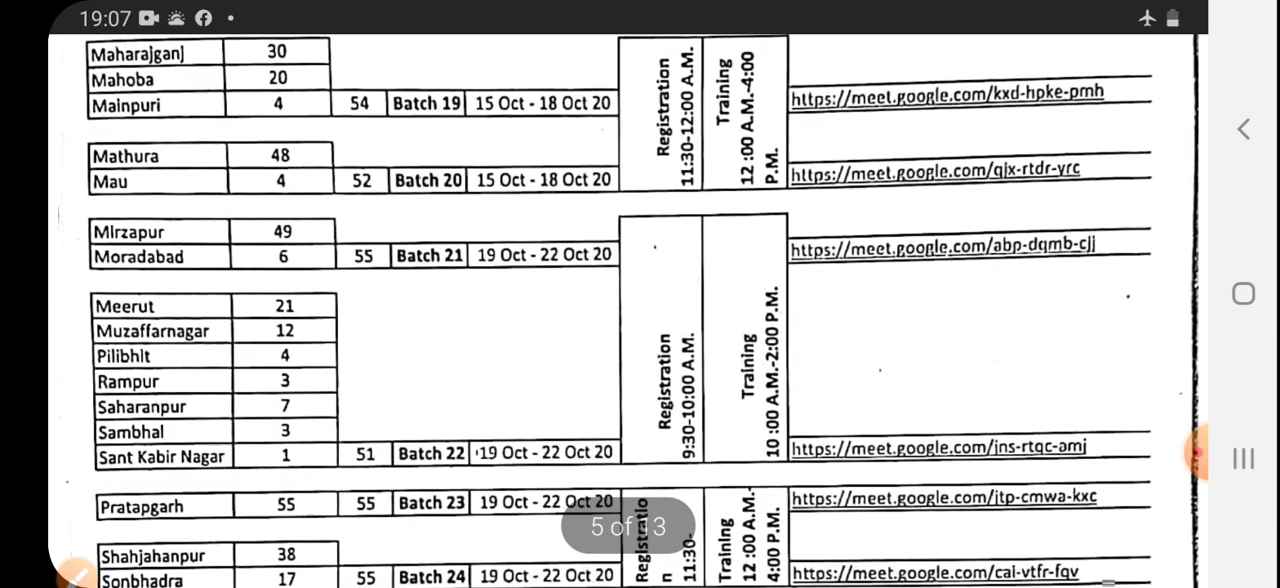 19:07
Maharajganj 30
Mahoba 20
Mainpuri 4 54 Batch 19 15 Oct - 18 Oct 20 https://meet.google.com/kxd-hpke-pmh
Registration
11:30-12:00 A.M.
Training
12 :00 A.M.-4:00
P.M.
Mathura 48
Mau 4 52 Batch 20 15 Oct - 18 Oct 20 https://meet.google.com/qix-rtdr-yrc
Mirzapur 49
Moradabad 6 55 Batch 21 19 Oct - 22 Oct 20 https://meet.google.com/abp-dqmb-cjj
Registration
9:30-10:00 A.M.
Training
10 :00 A.M.-2:00 P.M.
Meerut 21
Muzaffarnagar 12
Pilibhit 4
Rampur 3
Saharanpur 7
Sambhal 3
Sant Kabir Nagar 1 51 Batch 22 19 Oct - 22 Oct 20 https://meet.google.com/jns-rtqc-amj
Pratapgarh 55 55 Batch 23 19 Oct - 22 Oct 20 https://meet.google.com/jtp-cmwa-kxc
Registratio
n
11:30-
Training
12 :00 A.M.-
4:00 P.M.
5 of 13
Shahjahanpur 38
Sonbhadra 17 55 Batch 24 19 Oct - 22 Oct 20 https://meet.google.com/cai-vtfr-fqv